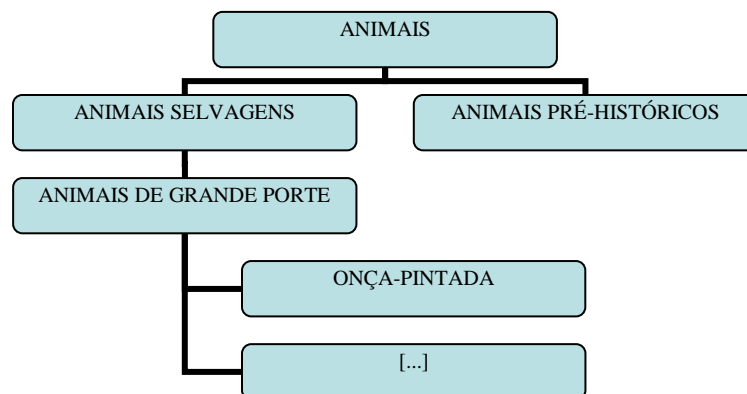 ANIMAIS
ANIMAIS SELVAGENS
ANIMAIS PRÉ-HISTÓRICOS
ANIMAIS DE GRANDE PORTE
ONÇA-PINTADA
[...]